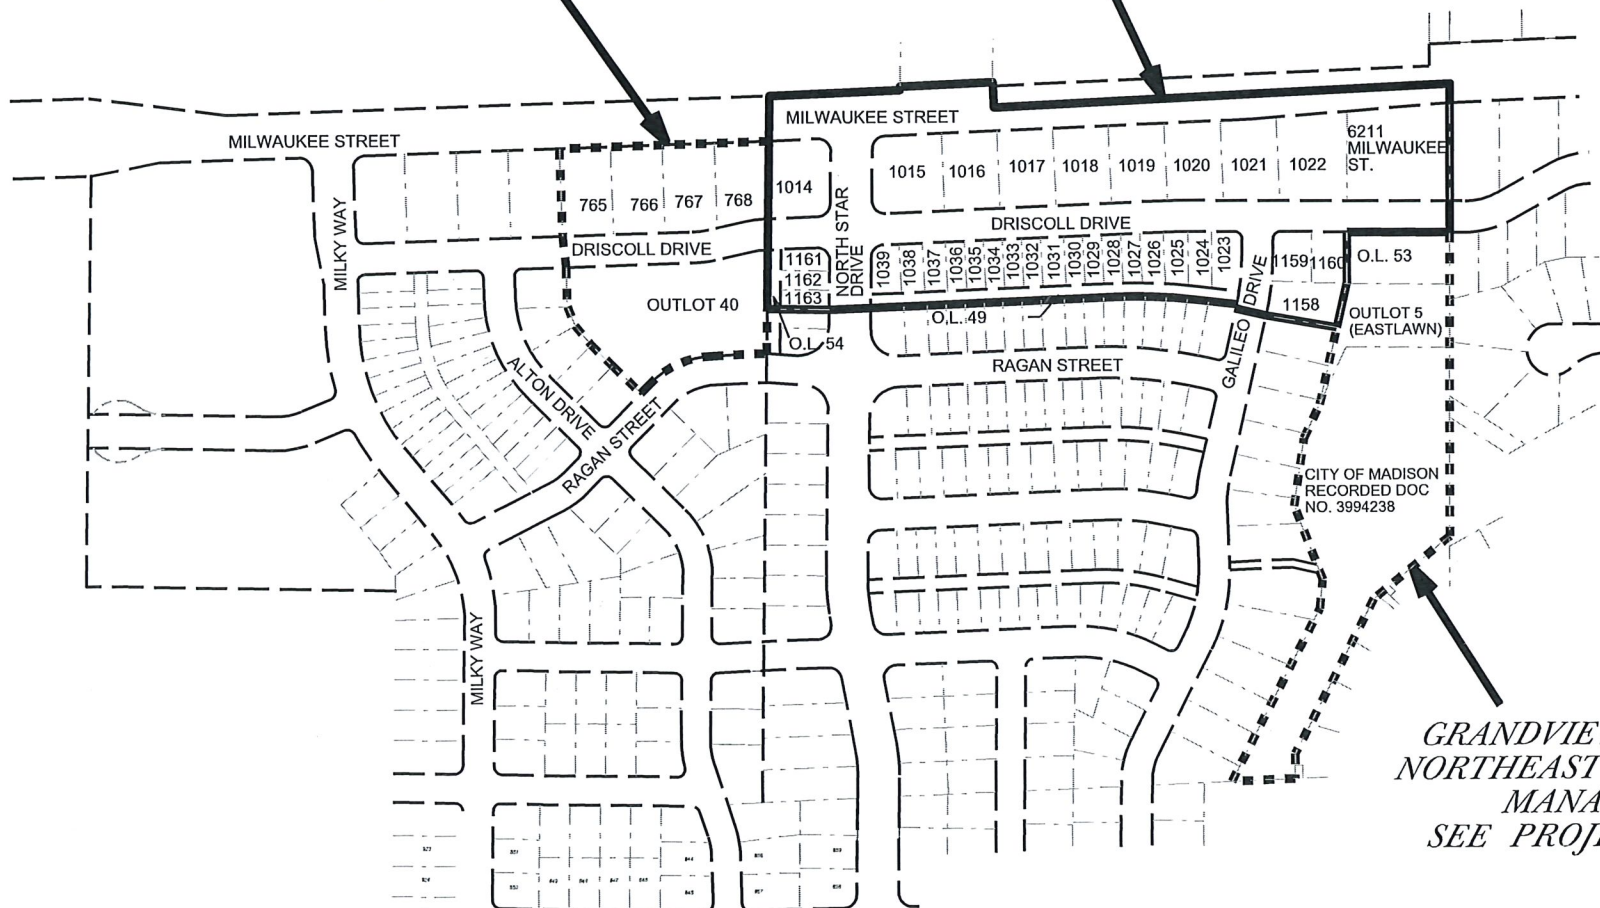 MILWAUKEE STREET
MILWAUKEE STREET
6211
MILWAUKEE
ST.
1014
1015
1016
1017
1018
1019
1020
1021
1022
765
766
767
768
MILKY WAY
NORTH STAR
DRIVE
DRISCOLL DRIVE
DRISCOLL DRIVE
1161
1162
1163
1039
1038
1037
1036
1035
1034
1033
1032
1031
1030
1029
1028
1027
1026
1025
1024
1023
1159
1160
1158
O.L. 53
OUTLOT 40
O.L. 49
O.L. 54
OUTLOT 5
(EASTLAWN)
GALILEO DRIVE
RAGAN STREET
ALTON DRIVE
RAGAN STREET
CITY OF MADISON
RECORDED DOC
NO. 3994238
MILKY WAY
GRANDVIE
NORTHEAST
MANA
SEE PROJ